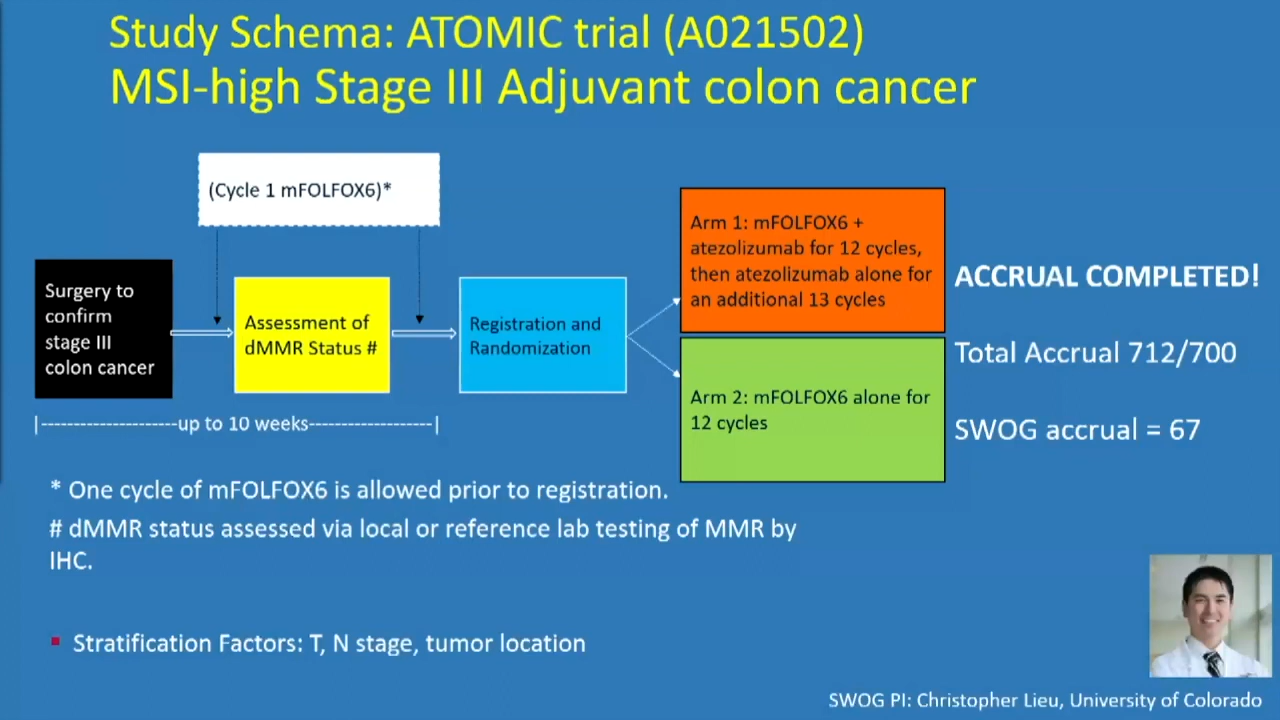 Study Schema: ATOMIC trial (A021502)
MSI-high Stage III Adjuvant colon cancer
(Cycle 1 mFOLFOX6)*
Surgery to
confirm
stage III
colon cancer
Assessment of
dMMR Status #
Registration and
Randomization
Arm 1: mFOLFOX6 +
atezolizumab for 12 cycles,
then atezolizumab alone for
an additional 13 cycles
Arm 2: mFOLFOX6 alone for
12 cycles
ACCRUAL COMPLETED!
Total Accrual 712/700
SWOG accrual = 67
|---------------------up to 10 weeks-------------------|
* One cycle of mFOLFOX6 is allowed prior to registration.
# dMMR status assessed via local or reference lab testing of MMR by
IHC.
▪ Stratification Factors: T, N stage, tumor location
SWOG PI: Christopher Lieu, University of Colorado